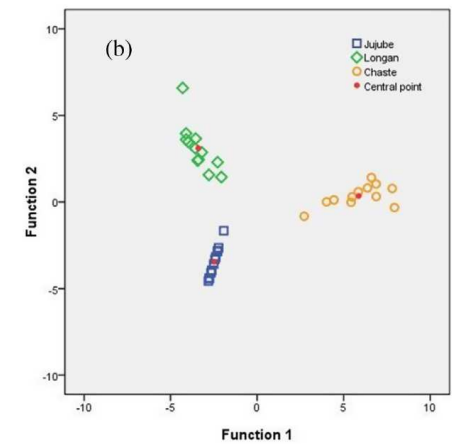 (b)
Jujube
Longan
Chaste
Central point
10
5
0
-5
-10
Function 2
-10 -5 0 5 10
Function 1